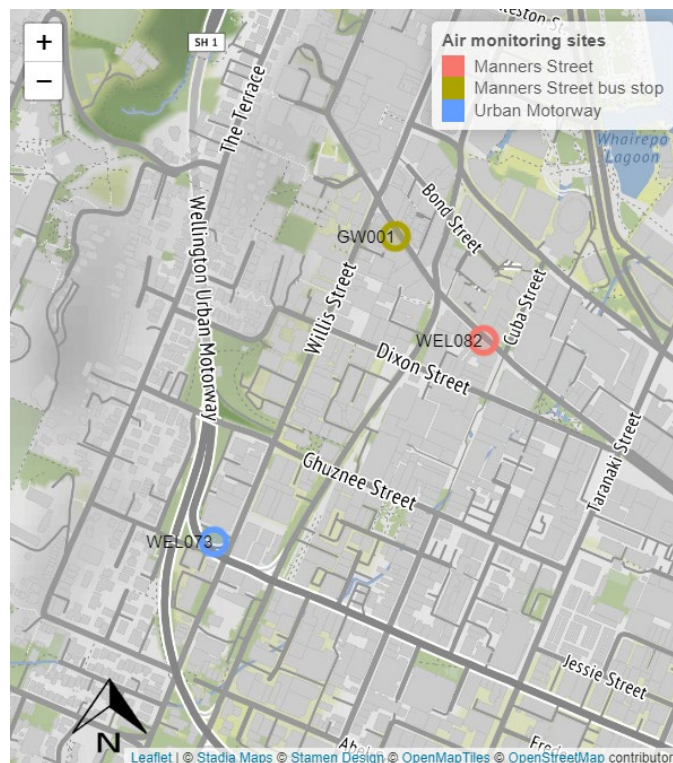 +
−
SH 1
The Terrace
Air monitoring sites
Manners Street
Manners Street bus stop
Urban Motorway
Whairepo
Lagoon
Bond Street
GW001
Wellington Urban Motorway
Willis Street
Cuba Street
WEL082
Dixon Street
Taranaki Street
Ghuznee Street
WEL073
Jessie Street
N
Leaflet | © Stadia Maps © Stamen Design © OpenMapTiles © OpenStreetMap contributor